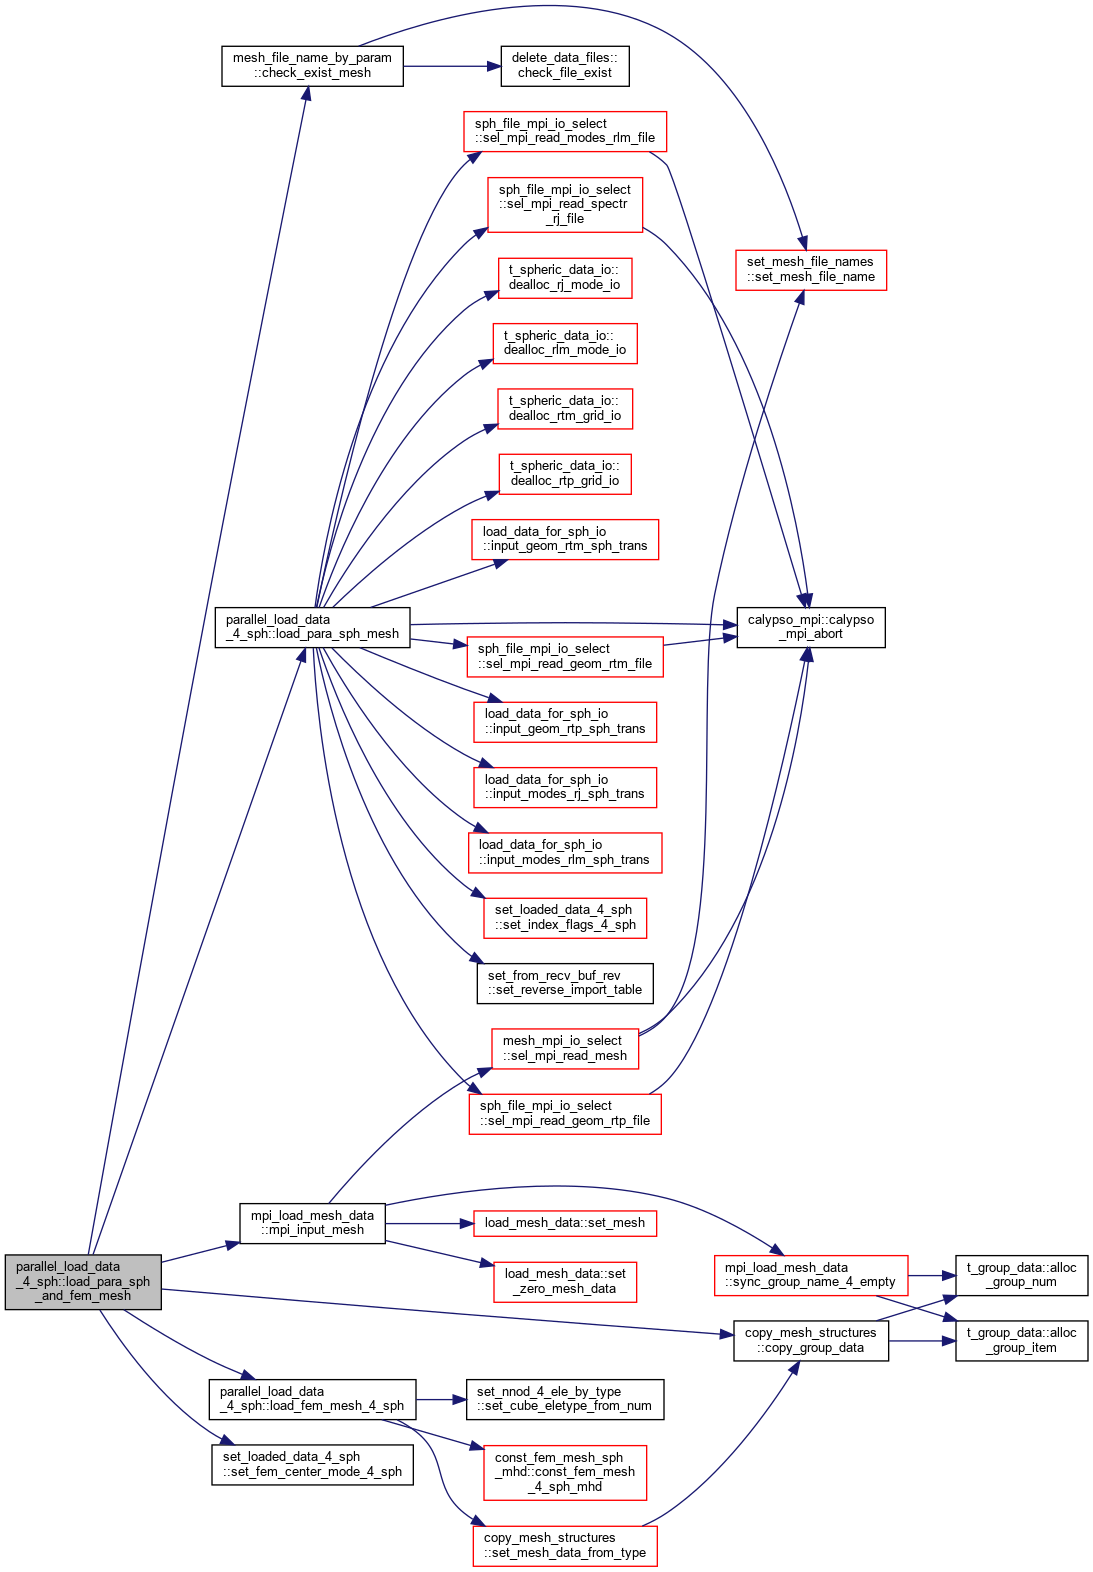 mesh_file_name_by_param
::check_exist_mesh
delete_data_files::
check_file_exist
sph_file_mpi_io_select
::sel_mpi_read_modes_rlm_file
sph_file_mpi_io_select
::sel_mpi_read_spectr
_rj_file
set_mesh_file_names
::set_mesh_file_name
t_spheric_data_io::
dealloc_rj_mode_io
t_spheric_data_io::
dealloc_rlm_mode_io
t_spheric_data_io::
dealloc_rtm_grid_io
t_spheric_data_io::
dealloc_rtp_grid_io
load_data_for_sph_io
::input_geom_rtm_sph_trans
parallel_load_data
_4_sph::load_para_sph_mesh
calypso_mpi::calypso
_mpi_abort
sph_file_mpi_io_select
::sel_mpi_read_geom_rtm_file
load_data_for_sph_io
::input_geom_rtp_sph_trans
load_data_for_sph_io
::input_modes_rj_sph_trans
load_data_for_sph_io
::input_modes_rlm_sph_trans
set_loaded_data_4_sph
::set_index_flags_4_sph
set_from_recv_buf_rev
::set_reverse_import_table
mesh_mpi_io_select
::sel_mpi_read_mesh
sph_file_mpi_io_select
::sel_mpi_read_geom_rtp_file
mpi_load_mesh_data
::mpi_input_mesh
load_mesh_data::set_mesh
parallel_load_data
_4_sph::load_para_sph
_and_fem_mesh
load_mesh_data::set
_zero_mesh_data
mpi_load_mesh_data
::sync_group_name_4_empty
t_group_data::alloc
_group_num
copy_mesh_structures
::copy_group_data
t_group_data::alloc
_group_item
parallel_load_data
_4_sph::load_fem_mesh_4_sph
set_nnod_4_ele_by_type
::set_cube_eletype_from_num
set_loaded_data_4_sph
::set_fem_center_mode_4_sph
const_fem_mesh_sph
_mhd::const_fem_mesh
_4_sph_mhd
copy_mesh_structures
::set_mesh_data_from_type